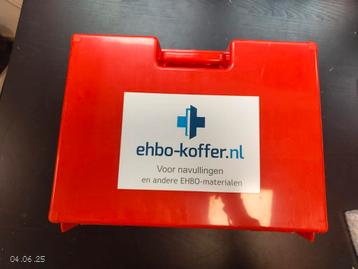 ehbo-koffer.nl
Voor navullingen
en andere EHBO-materialen
04.06.25